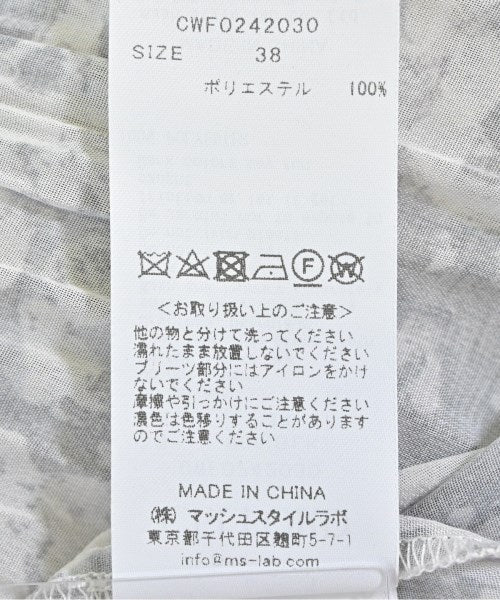 CWFO242030
SIZE 38
ポリエステル 100%
F W
＜お取り扱い上のご注意＞
他の物と分けて洗ってください
濡れたまま放置しないでください
プリーツ部分にはアイロンをかけ
ないでください
摩擦や引っかけにご注意ください
濃色は色移りすることがあります
のでご注意ください
MADE IN CHINA
(株) マッシュスタイルラボ
東京都千代田区麹町5-7-1
info@ms-lab.com